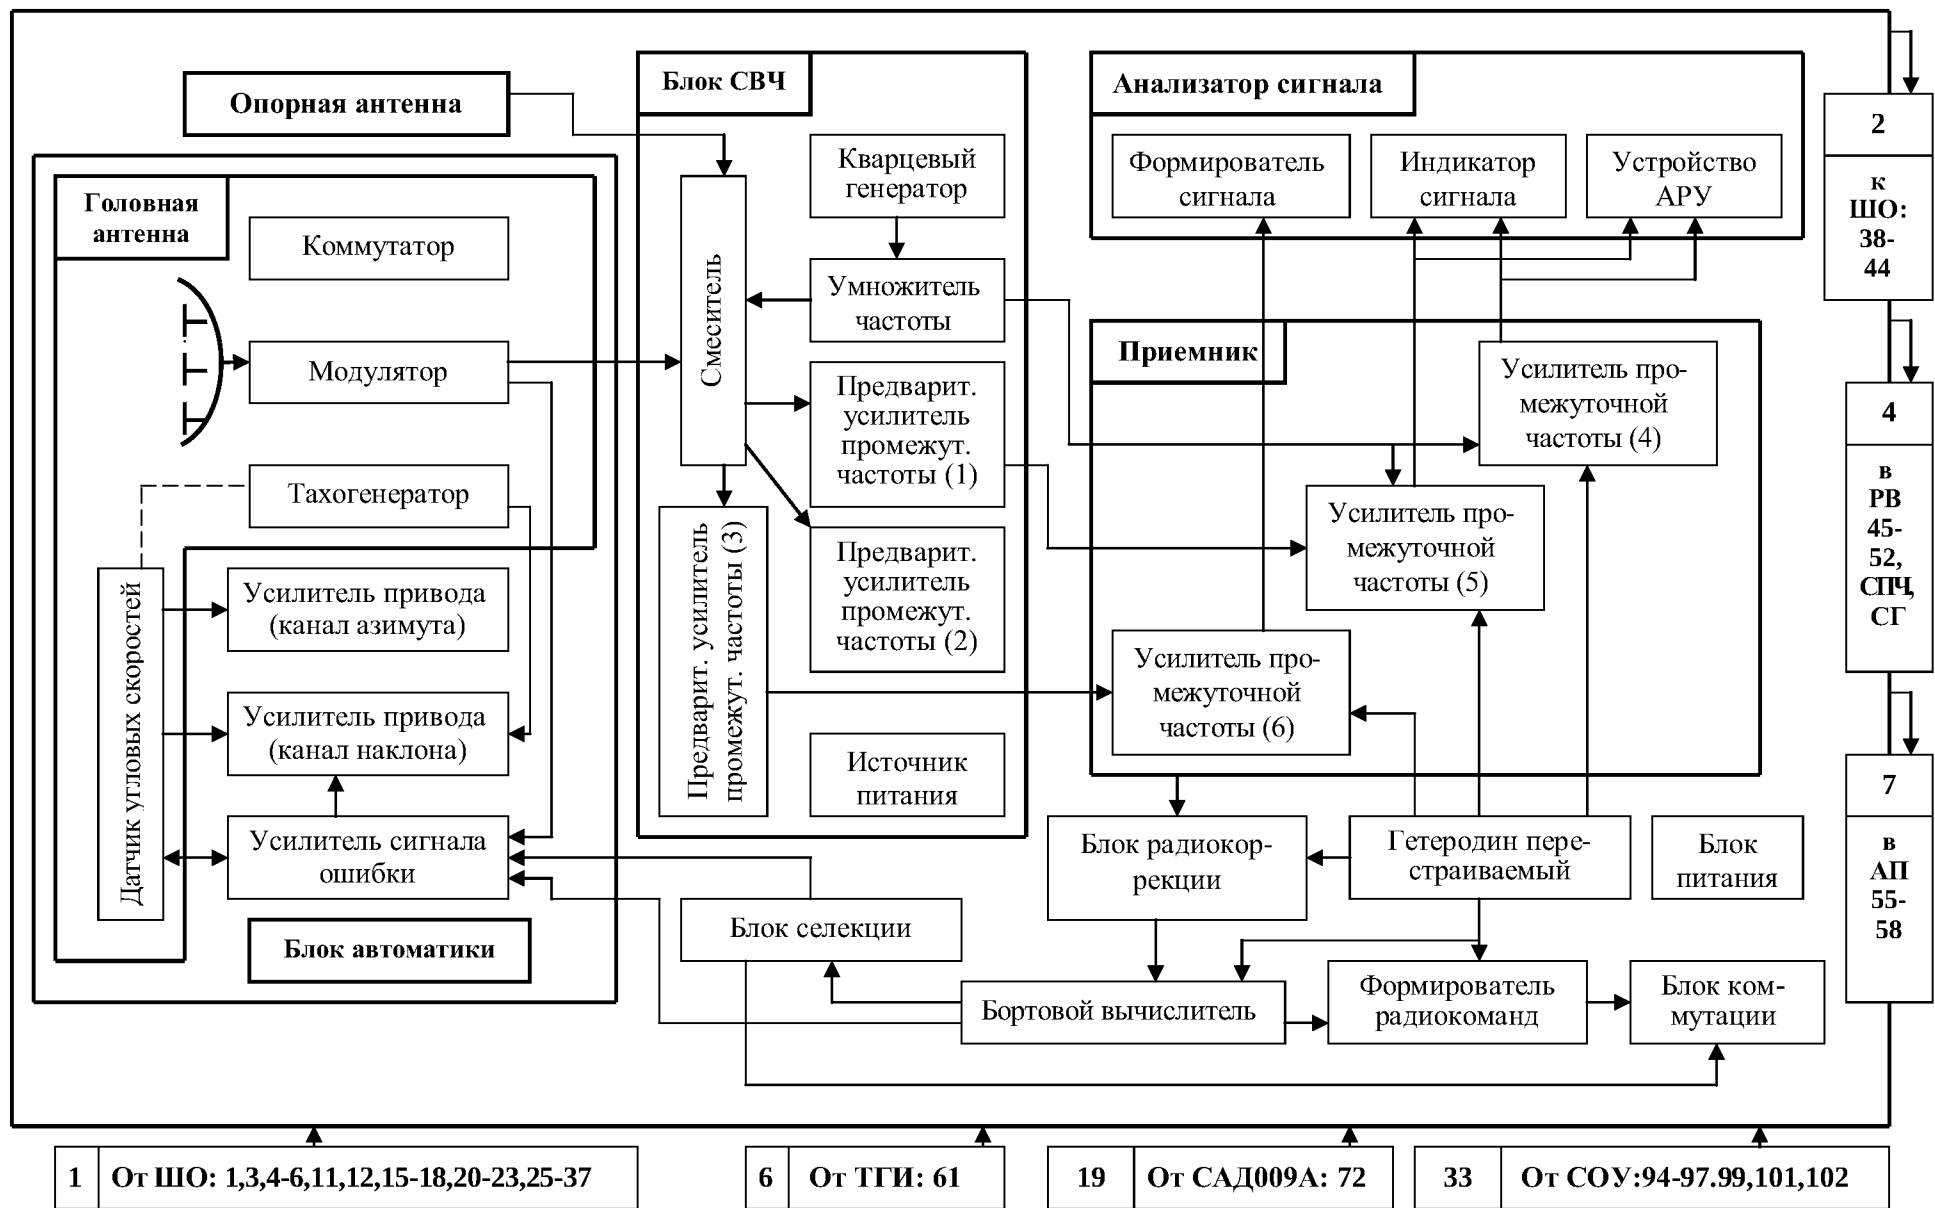 Опорная антенна
Головная
антенна
Коммутатор
Модулятор
Тахогенератор
Датчик угловых скоростей
Усилитель привода
(канал азимута)
Усилитель привода
(канал наклона)
Усилитель сигнала
ошибки
Блок автоматики
Блок СВЧ
Смеситель
Кварцевый
генератор
Умножитель
частоты
Предварит.
усилитель
промежут.
частоты (1)
Предварит.
усилитель
промежут.
частоты (2)
Предварит. усилитель
промежут. частоты (3)
Источник
питания
Анализатор сигнала
Формирователь
сигнала
Индикатор
сигнала
Устройство
АРУ
Приемник
Усилитель про-
межуточной
частоты (4)
Усилитель про-
межуточной
частоты (5)
Усилитель про-
межуточной
частоты (6)
Блок радиокор-
рекции
Гетеродин пере-
страиваемый
Блок
питания
Блок селекции
Бортовой вычислитель
Формирователь
радиокоманд
Блок ком-
мутации
2
к
ШО:
38-
44
4
в
РВ
45-
52,
СПЧ,
СГ
7
в
АП
55-
58
1
От ШО: 1,3,4-6,11,12,15-18,20-23,25-37
6
От ТГИ: 61
19
От САД009А: 72
33
От СОУ:94-97.99,101,102